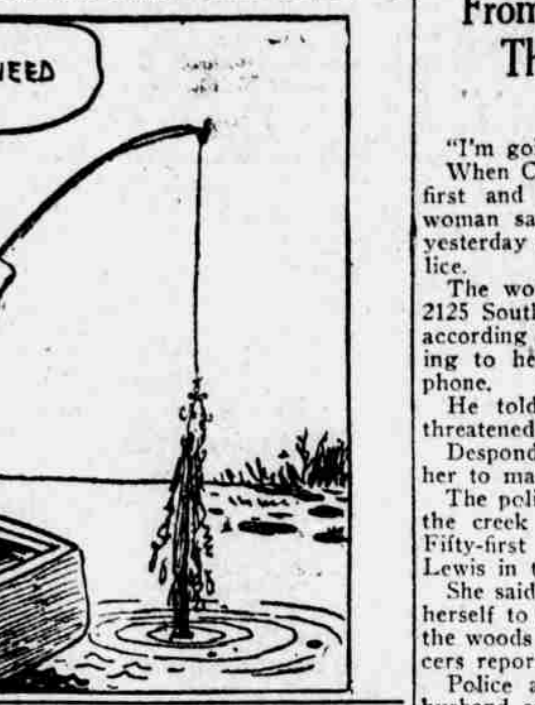 NEED
From
Th
"I'm goi
When O
first and
woman sa
yesterday
lice.
The wo
2125 South
according
ing to he
phone.
He told
threatened
Despond
her to ma
The poli
the creek
Fifty-first
Lewis in t
She said
herself to
the woods
cers repor
Police a
husband